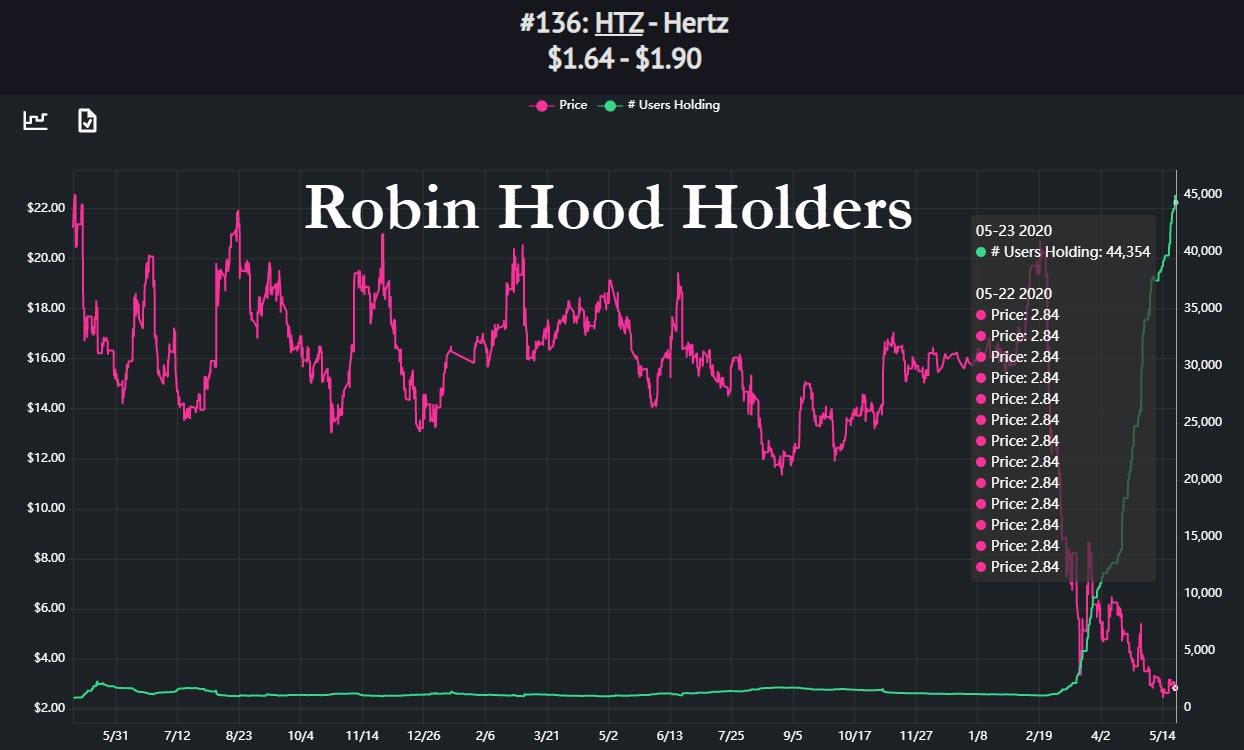 #136: HTZ - Hertz
$1.64 - $1.90
Price # Users Holding
Robin Hood Holders
$22.00
$20.00
$18.00
$16.00
$14.00
$12.00
$10.00
$8.00
$6.00
$4.00
$2.00
05-23 2020
# Users Holding: 44,354
05-22 2020
Price: 2.84
Price: 2.84
Price: 2.84
Price: 2.84
Price: 2.84
Price: 2.84
Price: 2.84
Price: 2.84
Price: 2.84
Price: 2.84
Price: 2.84
Price: 2.84
Price: 2.84
45,000
40,000
35,000
30,000
25,000
20,000
15,000
10,000
5,000
0
5/31 7/12 8/23 10/4 11/14 12/26 2/6 3/21 5/2 6/13 7/25 9/5 10/17 11/27 1/8 2/19 4/2 5/14